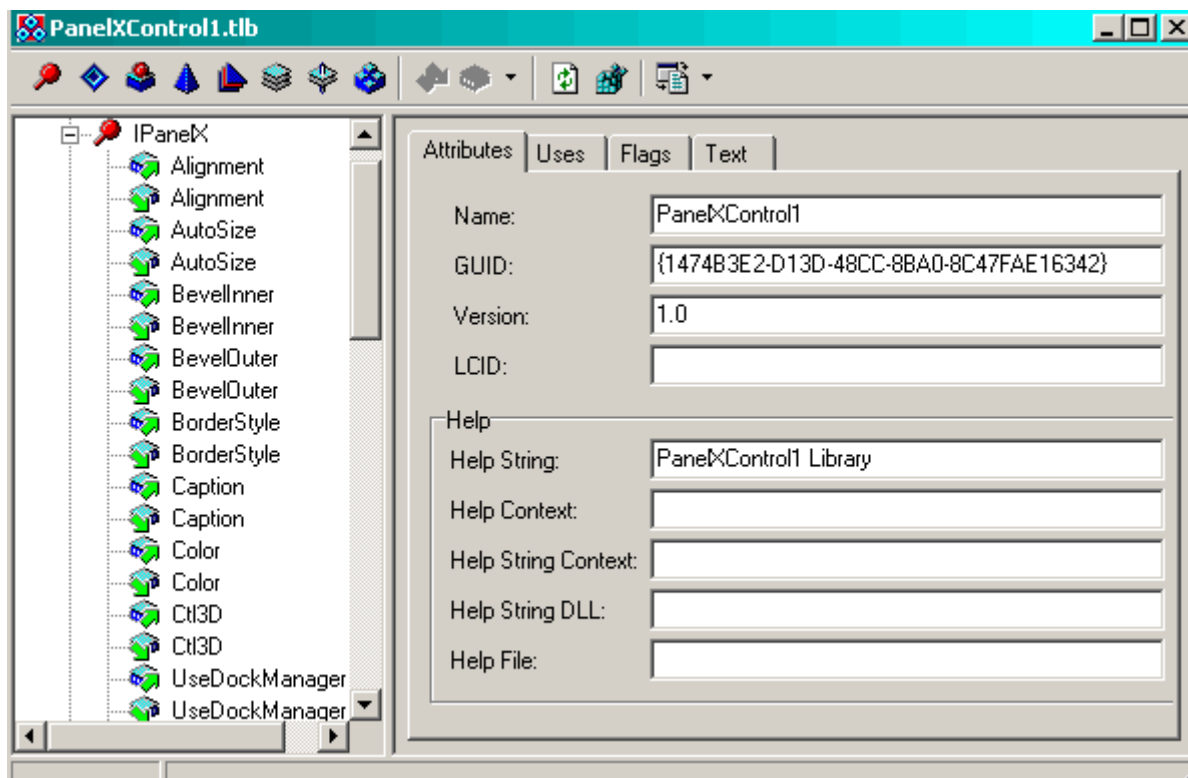 PanelXControl1.tlb
IPanelX
Alignment
Alignment
AutoSize
AutoSize
BevelInner
BevelInner
BevelOuter
BevelOuter
BorderStyle
BorderStyle
Caption
Caption
Color
Color
Ctl3D
Ctl3D
UseDockManager
UseDockManager
Attributes Uses Flags Text
Name: PanelXControl1
GUID: {1474B3E2-D13D-48CC-8BA0-8C47FAE16342}
Version: 1.0
LCID:
Help
Help String: PanelXControl1 Library
Help Context:
Help String Context:
Help String DLL:
Help File: